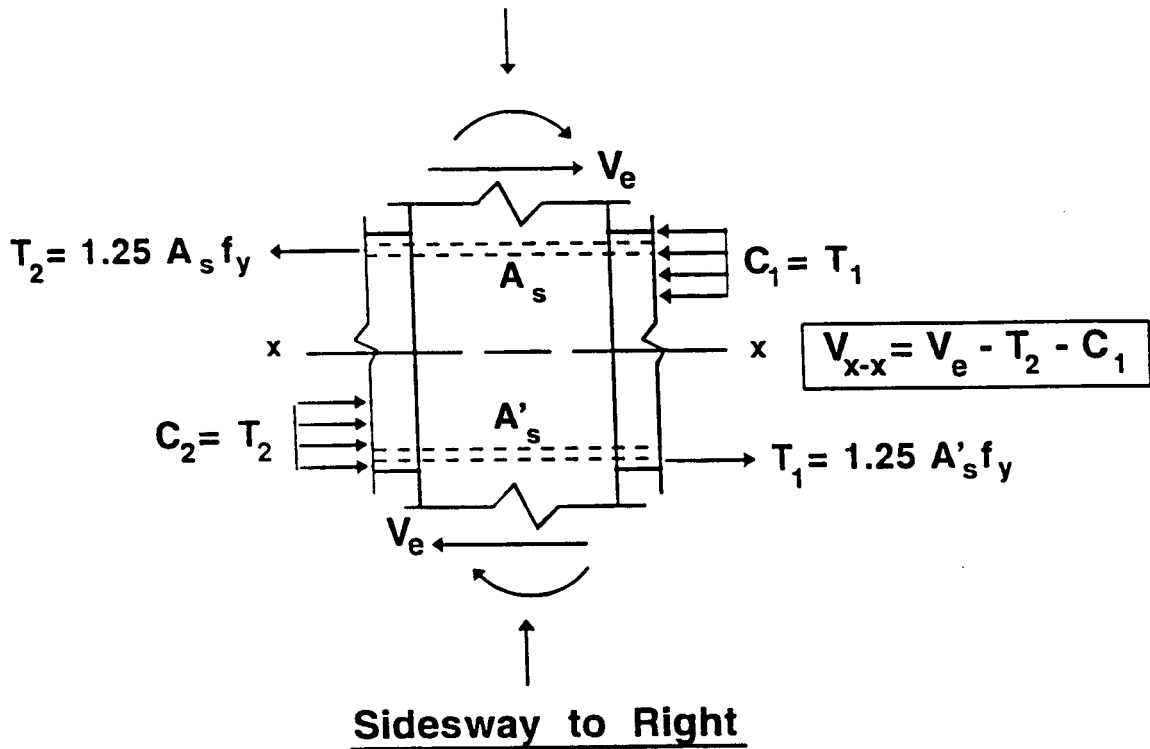 Vₑ
T₂ = 1.25 Aₛfᵧ
Aₛ
C₁ = T₁
x
x
Vₓ₋ₓ = Vₑ - T₂ - C₁
C₂ = T₂
A'ₛ
T₁ = 1.25 A'ₛfᵧ
Vₑ
Sidesway to Right